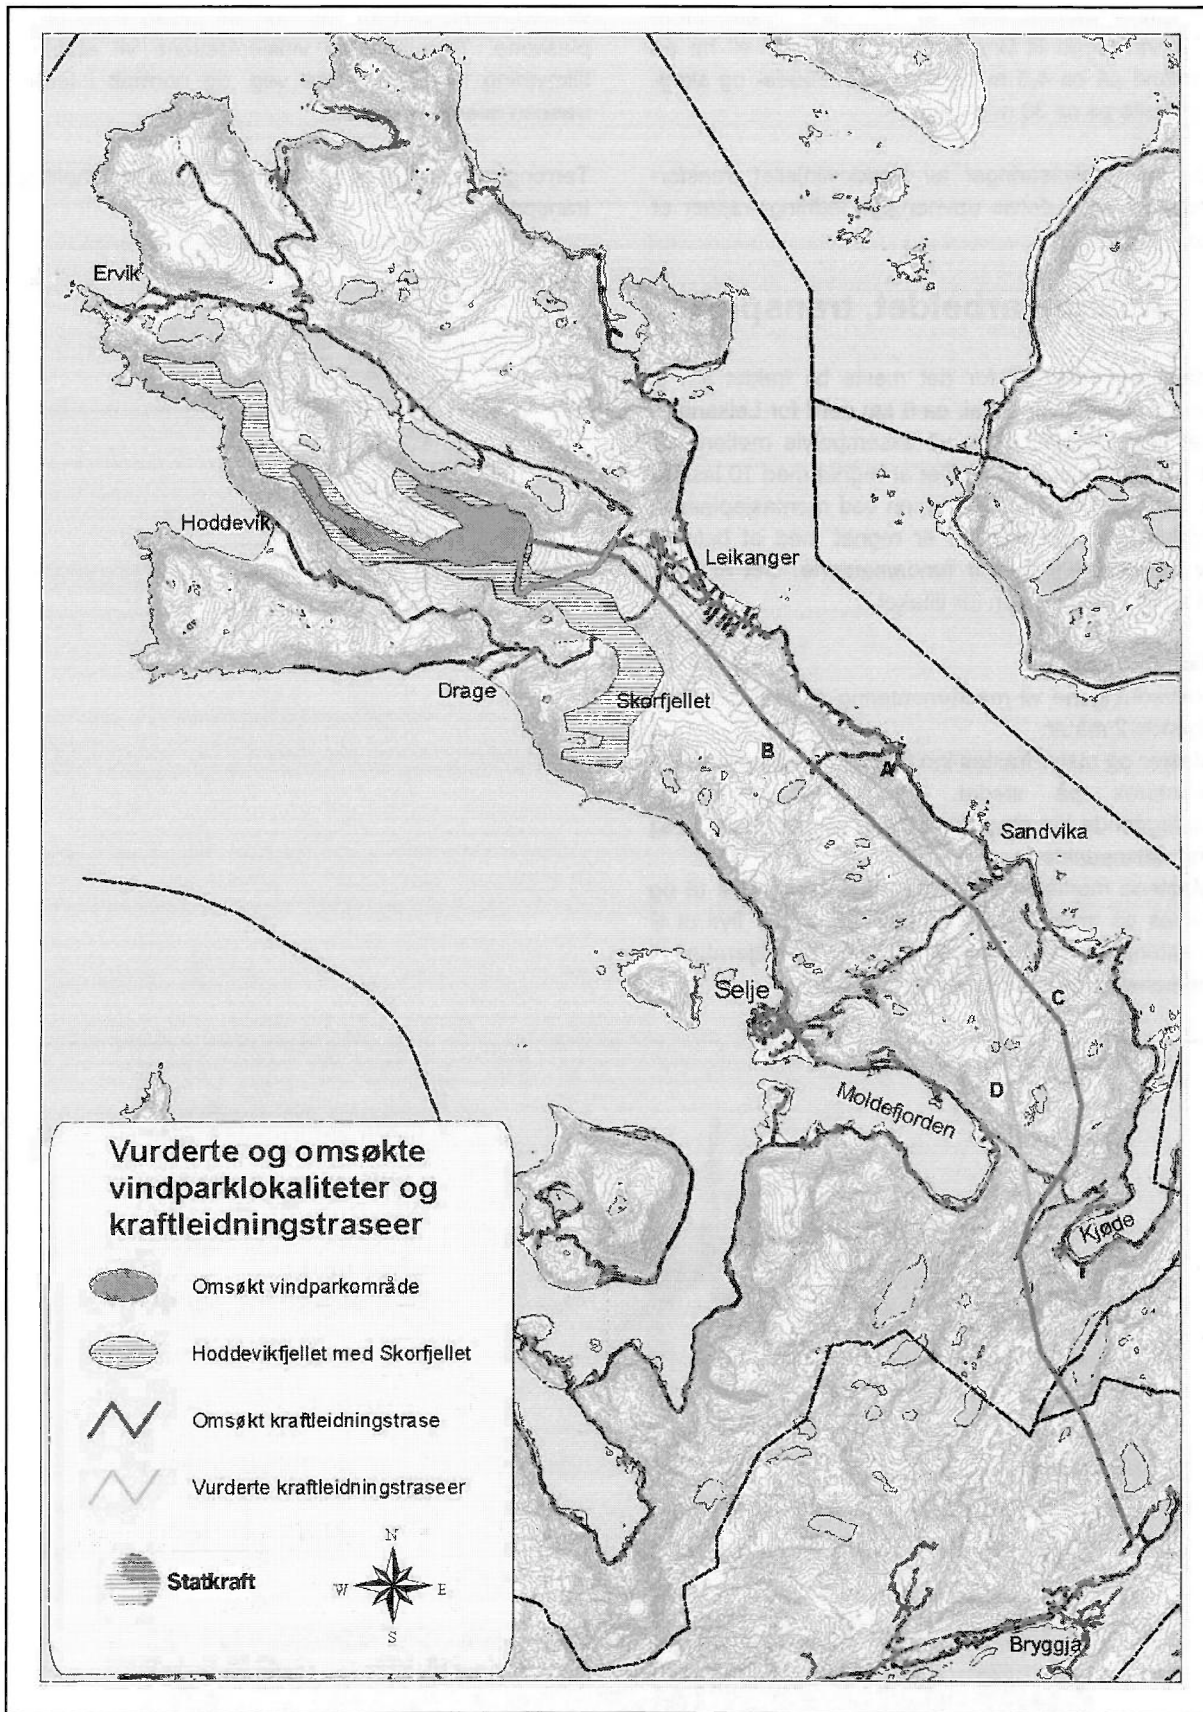 Ervik
Hoddevik
Leikanger
Drage
Skorfjellet
B
A
Sandvika
Selje
C
D
Moldefjorden
Kjøde
Vurderte og omsøkte
vindparklokaliteter og
kraftleidningstraseer
Omsøkt vindparkområde
Hoddevikfjellet med Skorfjellet
Omsøkt kraftleidningstrase
Vurderte kraftleidningstraseer
Statkraft
N
W E
S
Bryggja